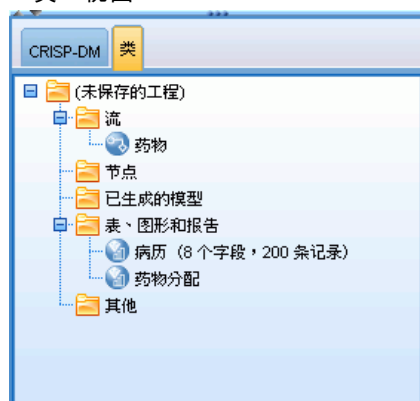 CRISP-DM 类
(未保存的工程)
流
药物
节点
已生成的模型
表、图形和报告
病历 (8 个字段，200 条记录)
药物分配
其他